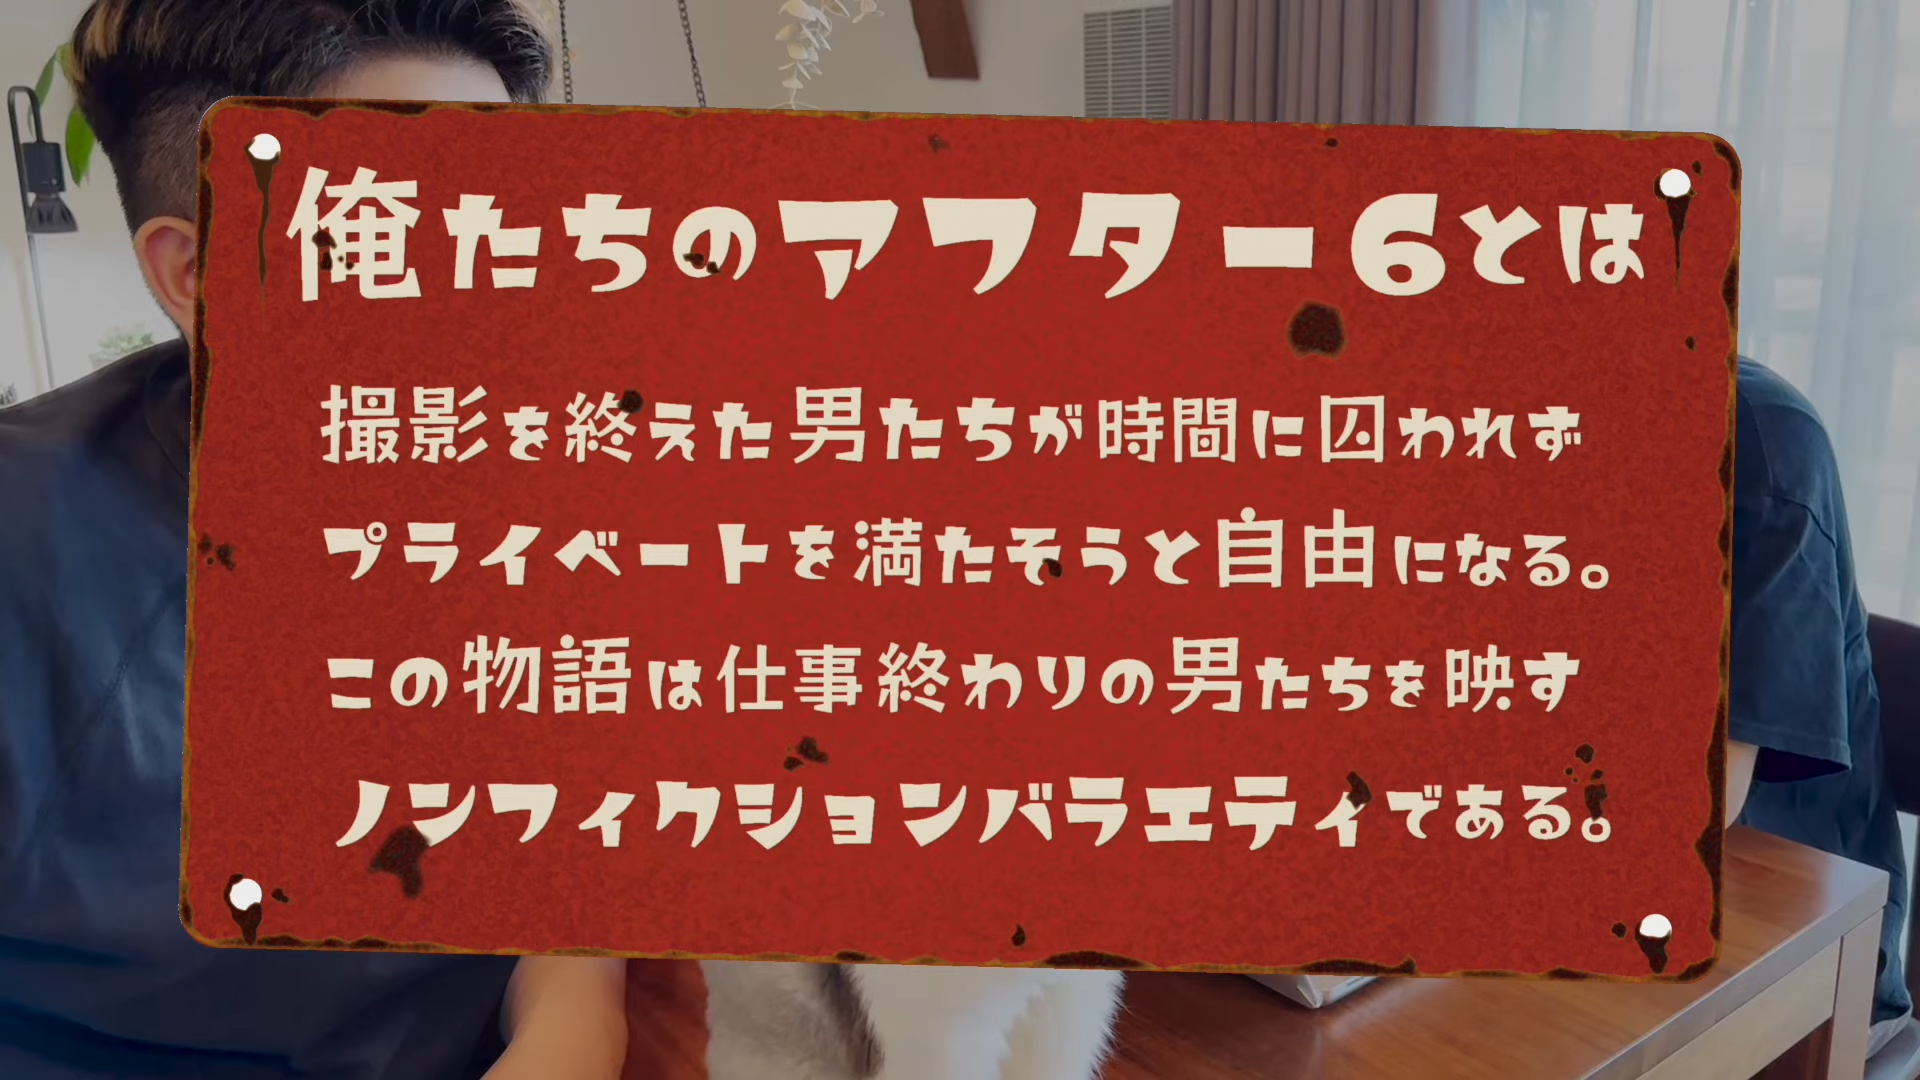 俺たちのアフター6とは
撮影を終えた男たちが時間に囚われず
プライベートを満たそうと自由になる。
この物語は仕事終わりの男たちを映す
ノンフィクションバラエティである。